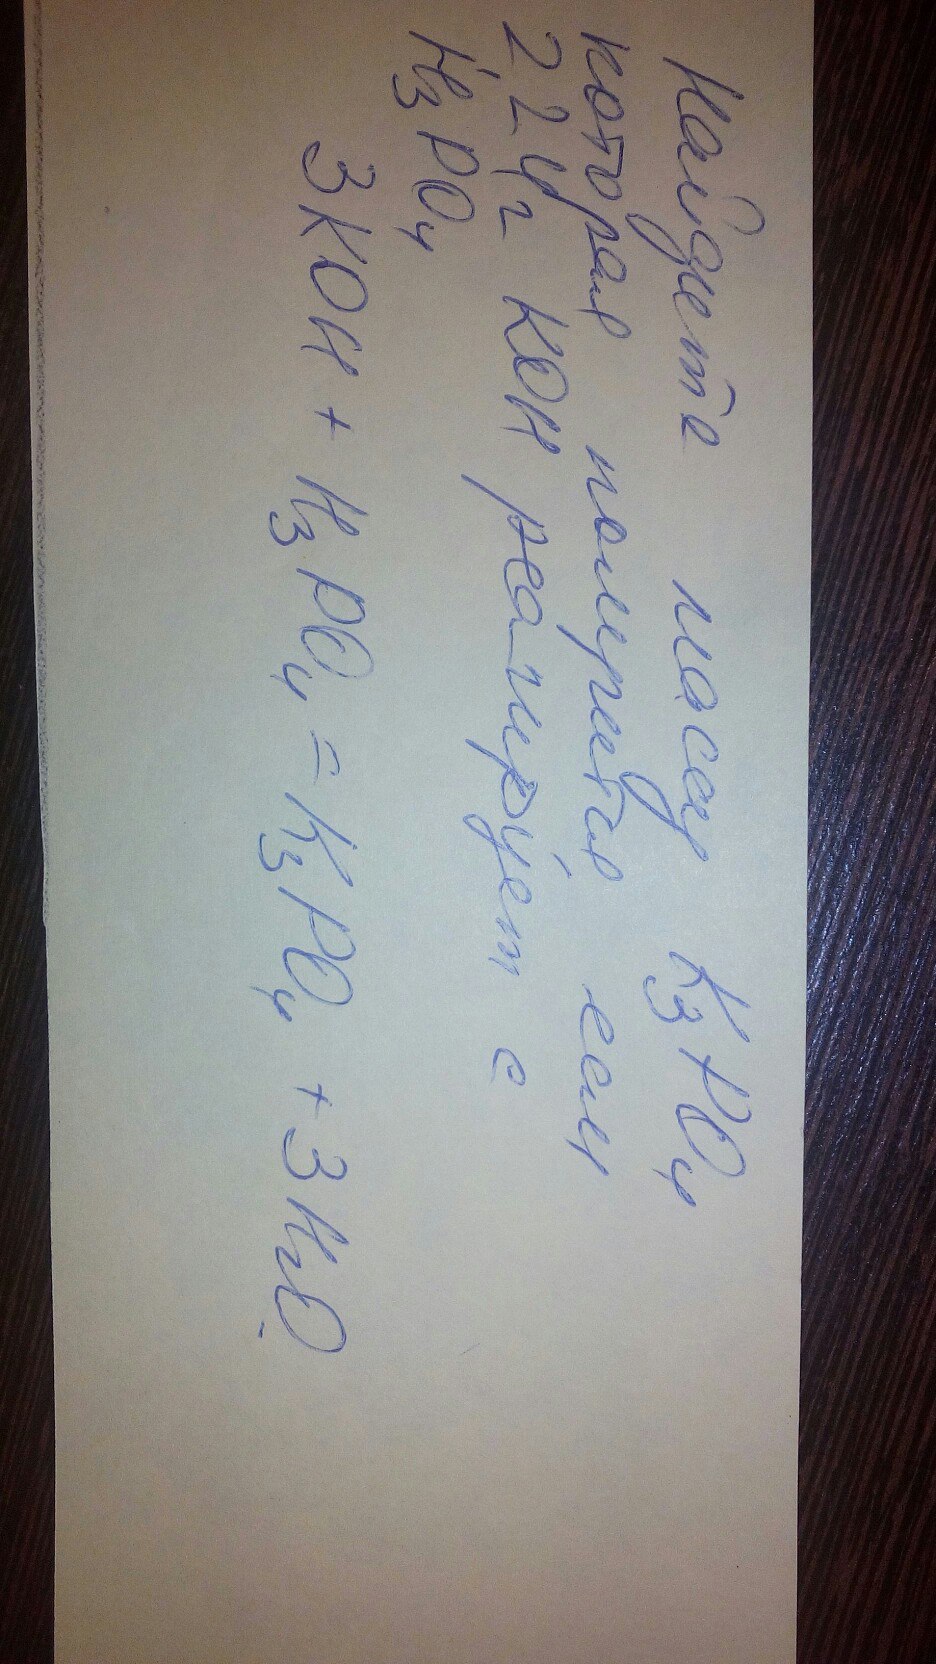 Найдите массу K₃PO₄
которая получится если
224г KOH реагирует с
H₃PO₄
3KOH + H₃PO₄ = K₃PO₄ + 3H₂O